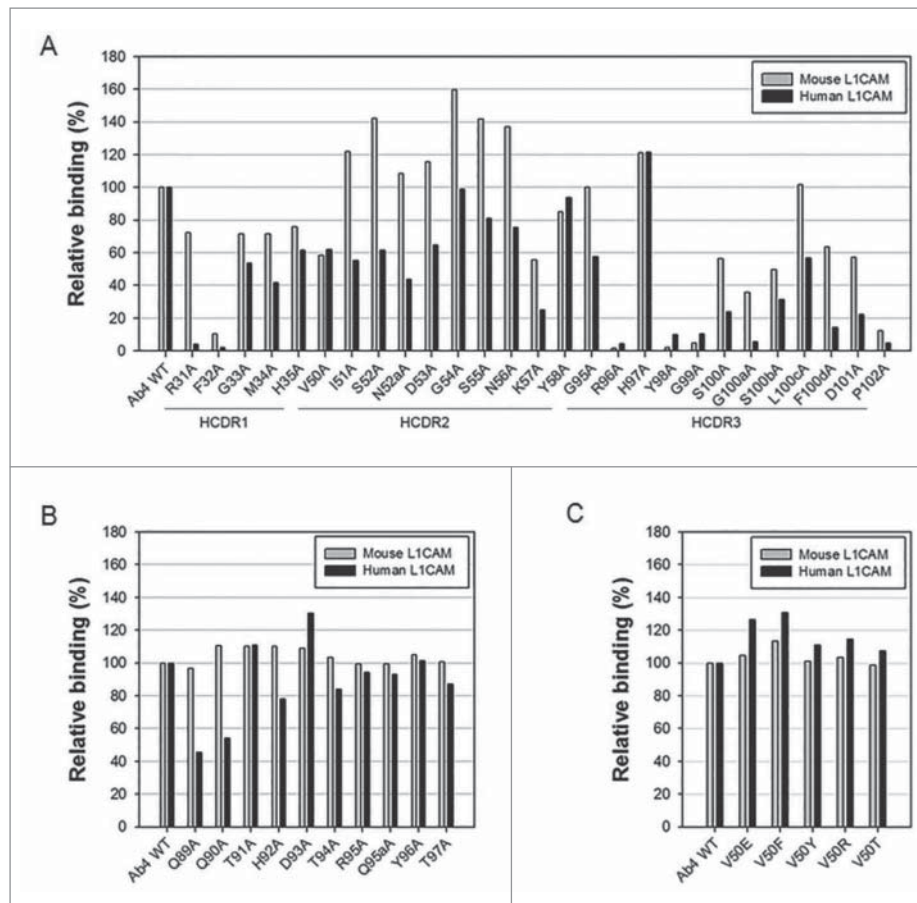 A
Relative binding (%)
180
160
140
120
100
80
60
40
20
0
Mouse L1CAM
Human L1CAM
Ab4 WT
R31A
F32A
G33A
M34A
H35A
V50A
I51A
S52A
N52aA
D53A
G54A
S55A
N56A
K57A
Y58A
G95A
R96A
H97A
Y98A
G99A
S100A
G100aA
S100bA
L100cA
F100dA
D101A
P102A
HCDR1
HCDR2
HCDR3
B
Relative binding (%)
180
160
140
120
100
80
60
40
20
0
Mouse L1CAM
Human L1CAM
Ab4 WT
Q89A
Q90A
T91A
H92A
D93A
T94A
R95A
Q95aA
Y96A
T97A
C
Relative binding (%)
180
160
140
120
100
80
60
40
20
0
Mouse L1CAM
Human L1CAM
Ab4 WT
V50E
V50F
V50Y
V50R
V50T